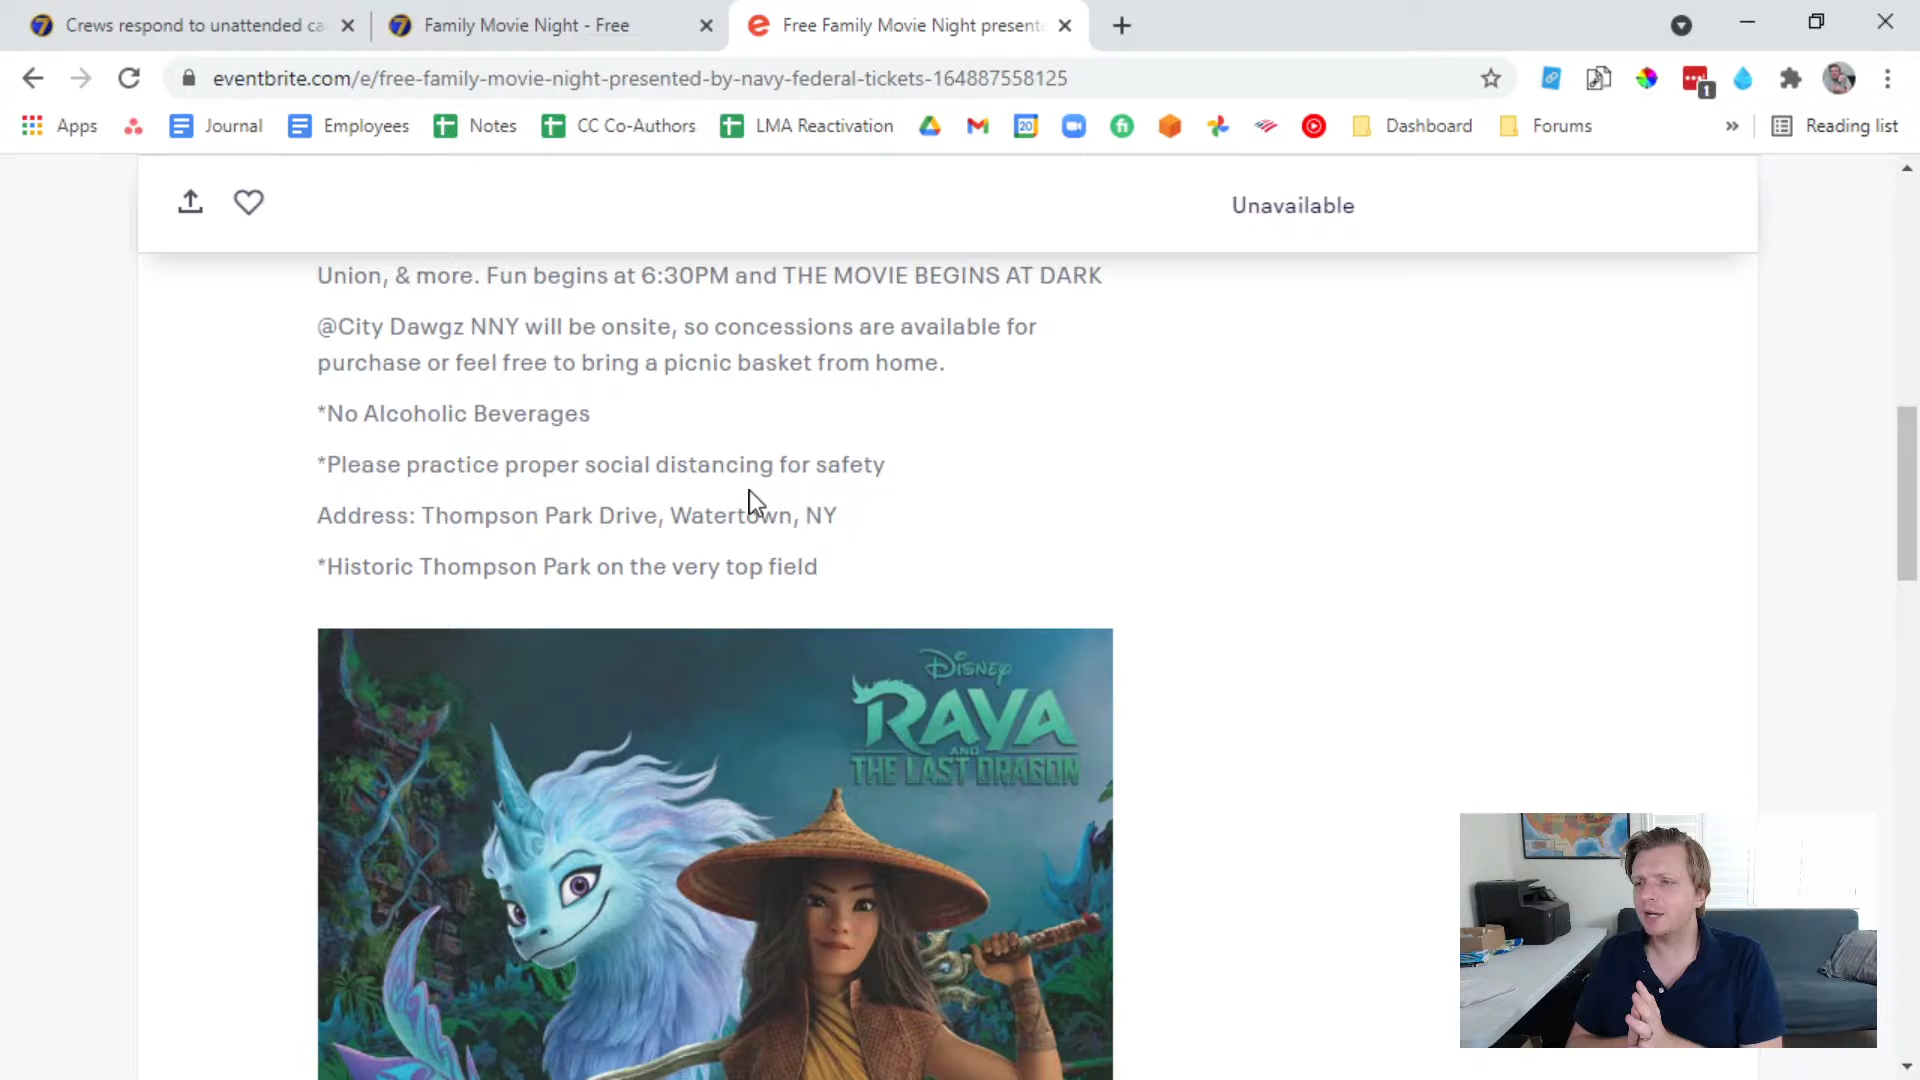 Crews respond to unattended ca
Family Movie Night - Free
Free Family Movie Night present
eventbrite.com/e/free-family-movie-night-presented-by-navy-federal-tickets-164887558125
1
Apps
Journal
Employees
Notes
CC Co-Authors
LMA Reactivation
20
Dashboard
Forums
»
Reading list
Unavailable
Union, & more. Fun begins at 6:30PM and THE MOVIE BEGINS AT DARK
@City Dawgz NNY will be onsite, so concessions are available for
purchase or feel free to bring a picnic basket from home.
*No Alcoholic Beverages
*Please practice proper social distancing for safety
Address: Thompson Park Drive, Watertown, NY
*Historic Thompson Park on the very top field
DISNEY
RAYA
AND
THE LAST DRAGON